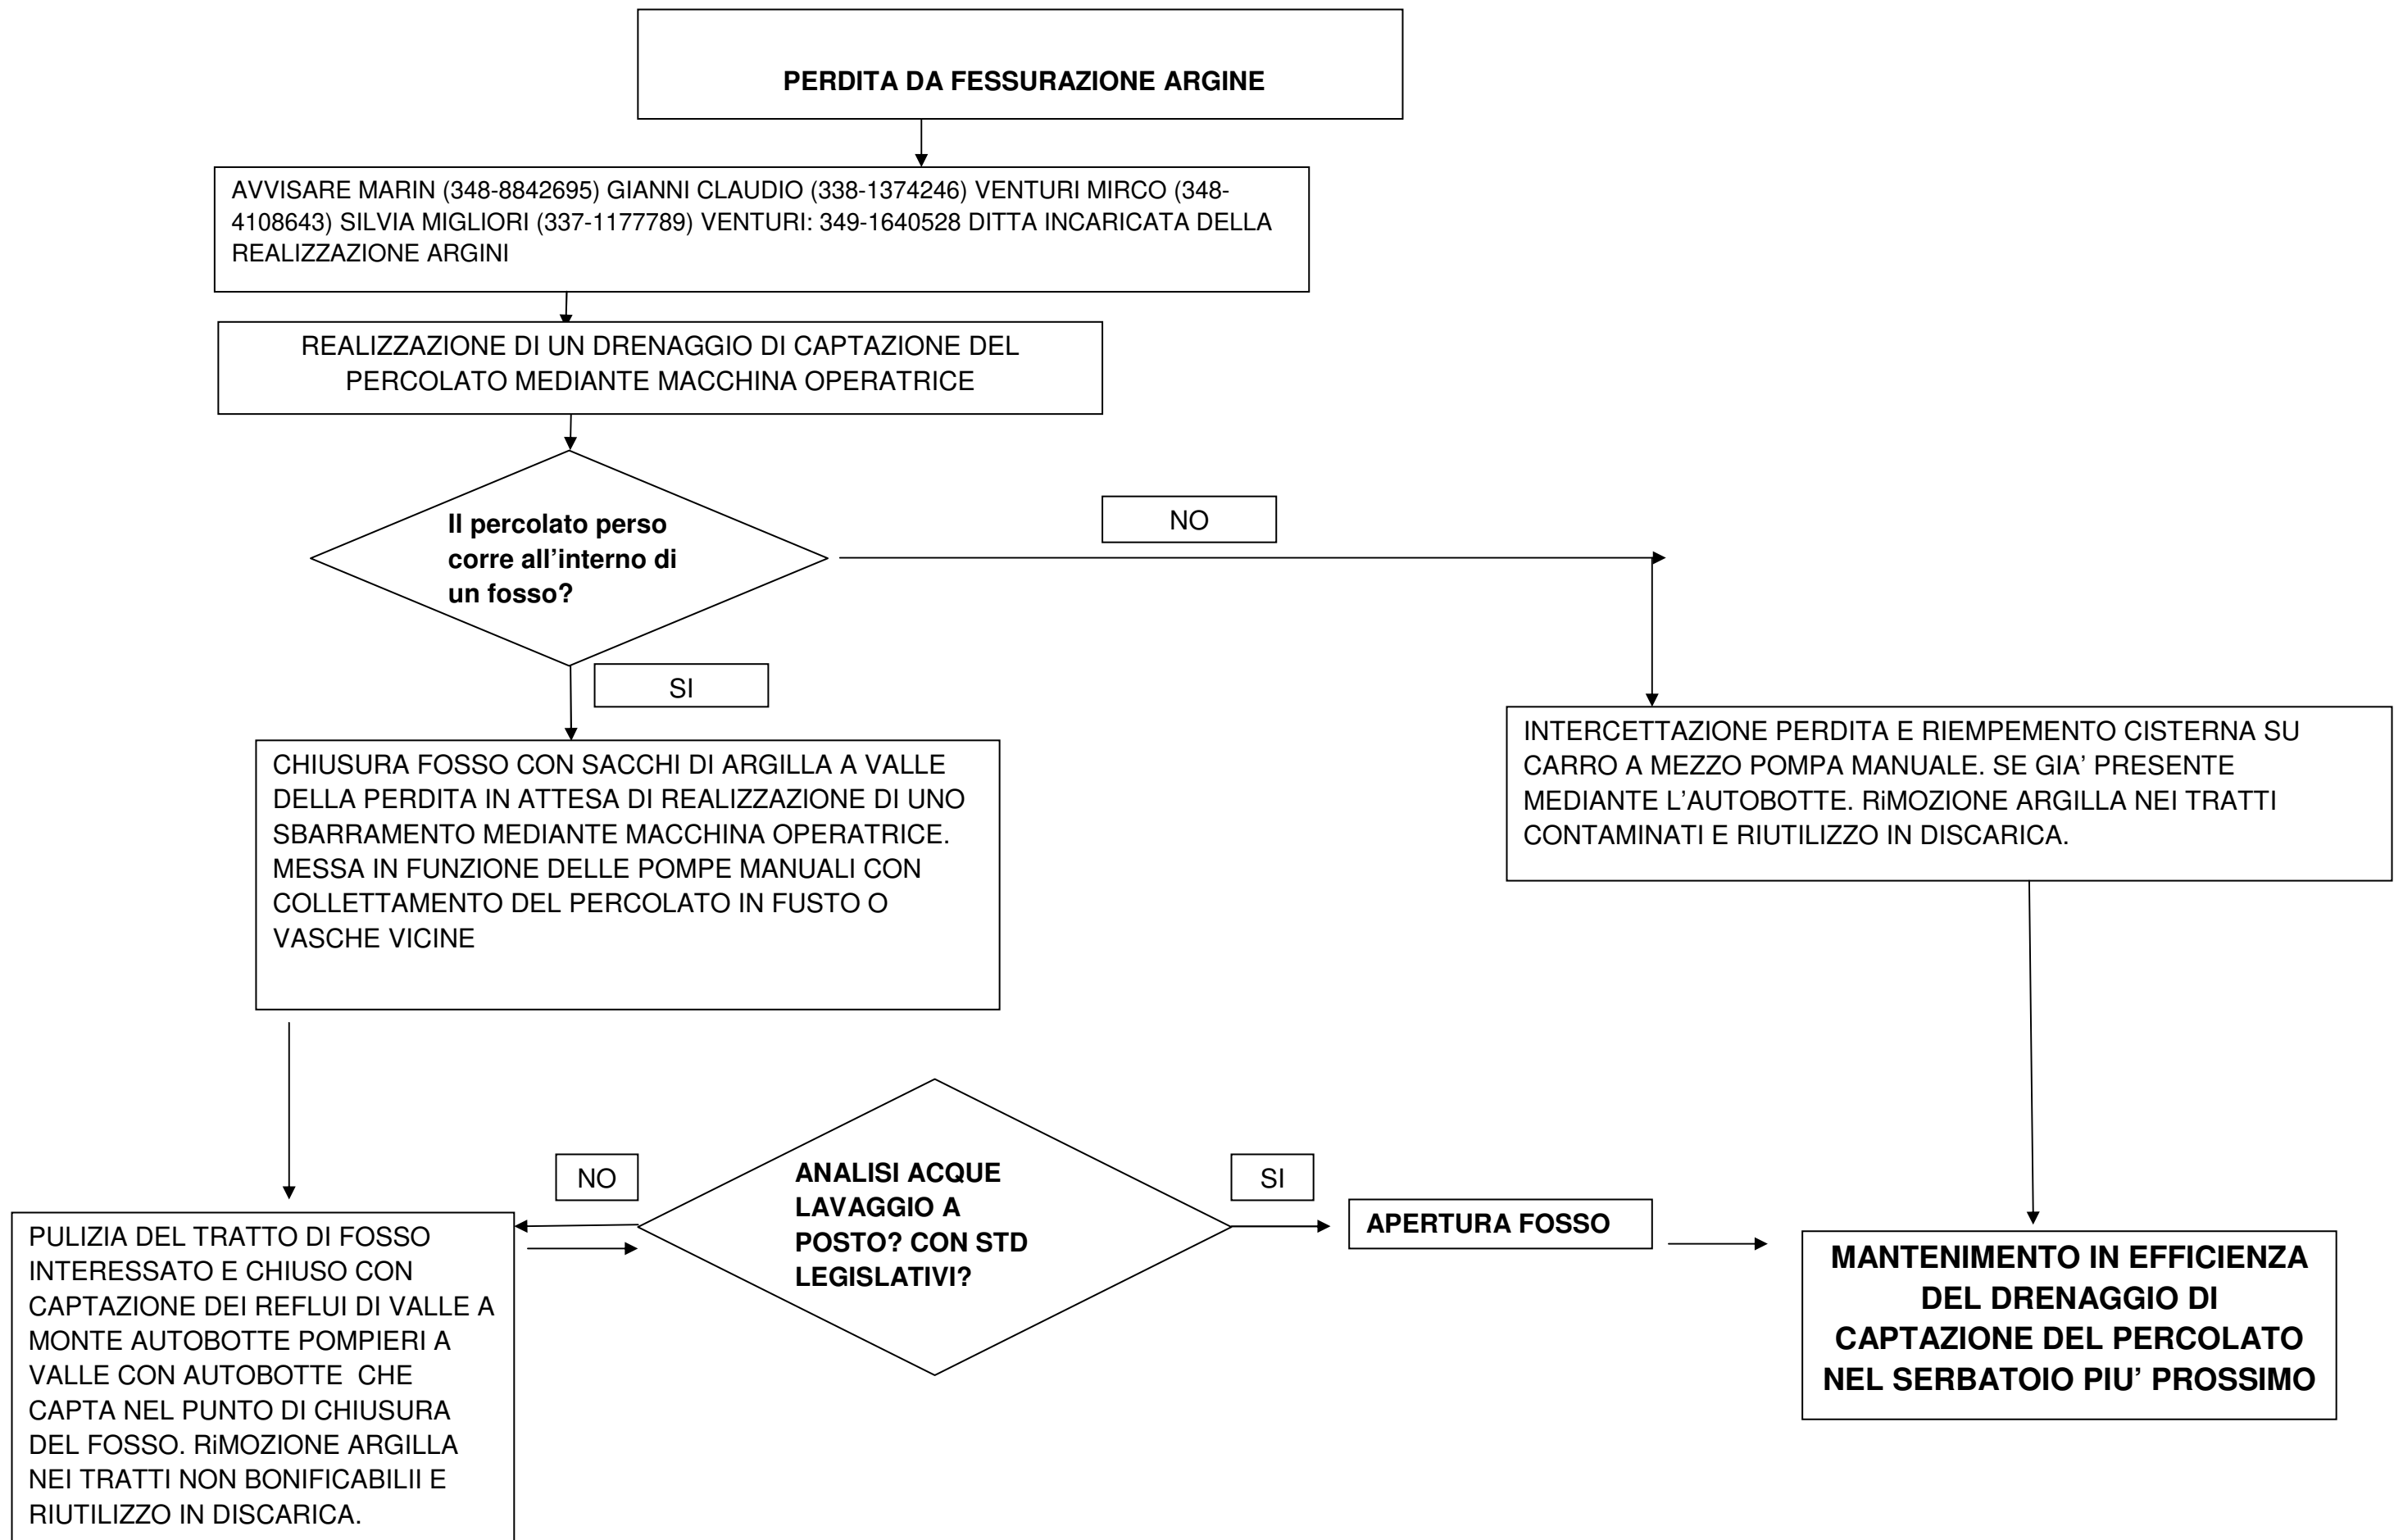 PERDITA DA FESSURAZIONE ARGINE
AVVISARE MARIN (348-8842695) GIANNI CLAUDIO (338-1374246) VENTURI MIRCO (348-
4108643) SILVIA MIGLIORI (337-1177789) VENTURI: 349-1640528 DITTA INCARICATA DELLA
REALIZZAZIONE ARGINI
REALIZZAZIONE DI UN DRENAGGIO DI CAPTAZIONE DEL
PERCOLATO MEDIANTE MACCHINA OPERATRICE
Il percolato perso
corre all'interno di
un fosso?
NO
SI
CHIUSURA FOSSO CON SACCHI DI ARGILLA A VALLE
DELLA PERDITA IN ATTESA DI REALIZZAZIONE DI UNO
SBARRAMENTO MEDIANTE MACCHINA OPERATRICE.
MESSA IN FUNZIONE DELLE POMPE MANUALI CON
COLLETTAMENTO DEL PERCOLATO IN FUSTO O
VASCHE VICINE
INTERCETTAZIONE PERDITA E RIEMPEMENTO CISTERNA SU
CARRO A MEZZO POMPA MANUALE. SE GIA' PRESENTE
MEDIANTE L'AUTOBOTTE. RiMOZIONE ARGILLA NEI TRATTI
CONTAMINATI E RIUTILIZZO IN DISCARICA.
PULIZIA DEL TRATTO DI FOSSO
INTERESSATO E CHIUSO CON
CAPTAZIONE DEI REFLUI DI VALLE A
MONTE AUTOBOTTE POMPIERI A
VALLE CON AUTOBOTTE  CHE
CAPTA NEL PUNTO DI CHIUSURA
DEL FOSSO. RiMOZIONE ARGILLA
NEI TRATTI NON BONIFICABILII E
RIUTILIZZO IN DISCARICA.
NO
ANALISI ACQUE
LAVAGGIO A
POSTO? CON STD
LEGISLATIVI?
SI
APERTURA FOSSO
MANTENIMENTO IN EFFICIENZA
DEL DRENAGGIO DI
CAPTAZIONE DEL PERCOLATO
NEL SERBATOIO PIU' PROSSIMO